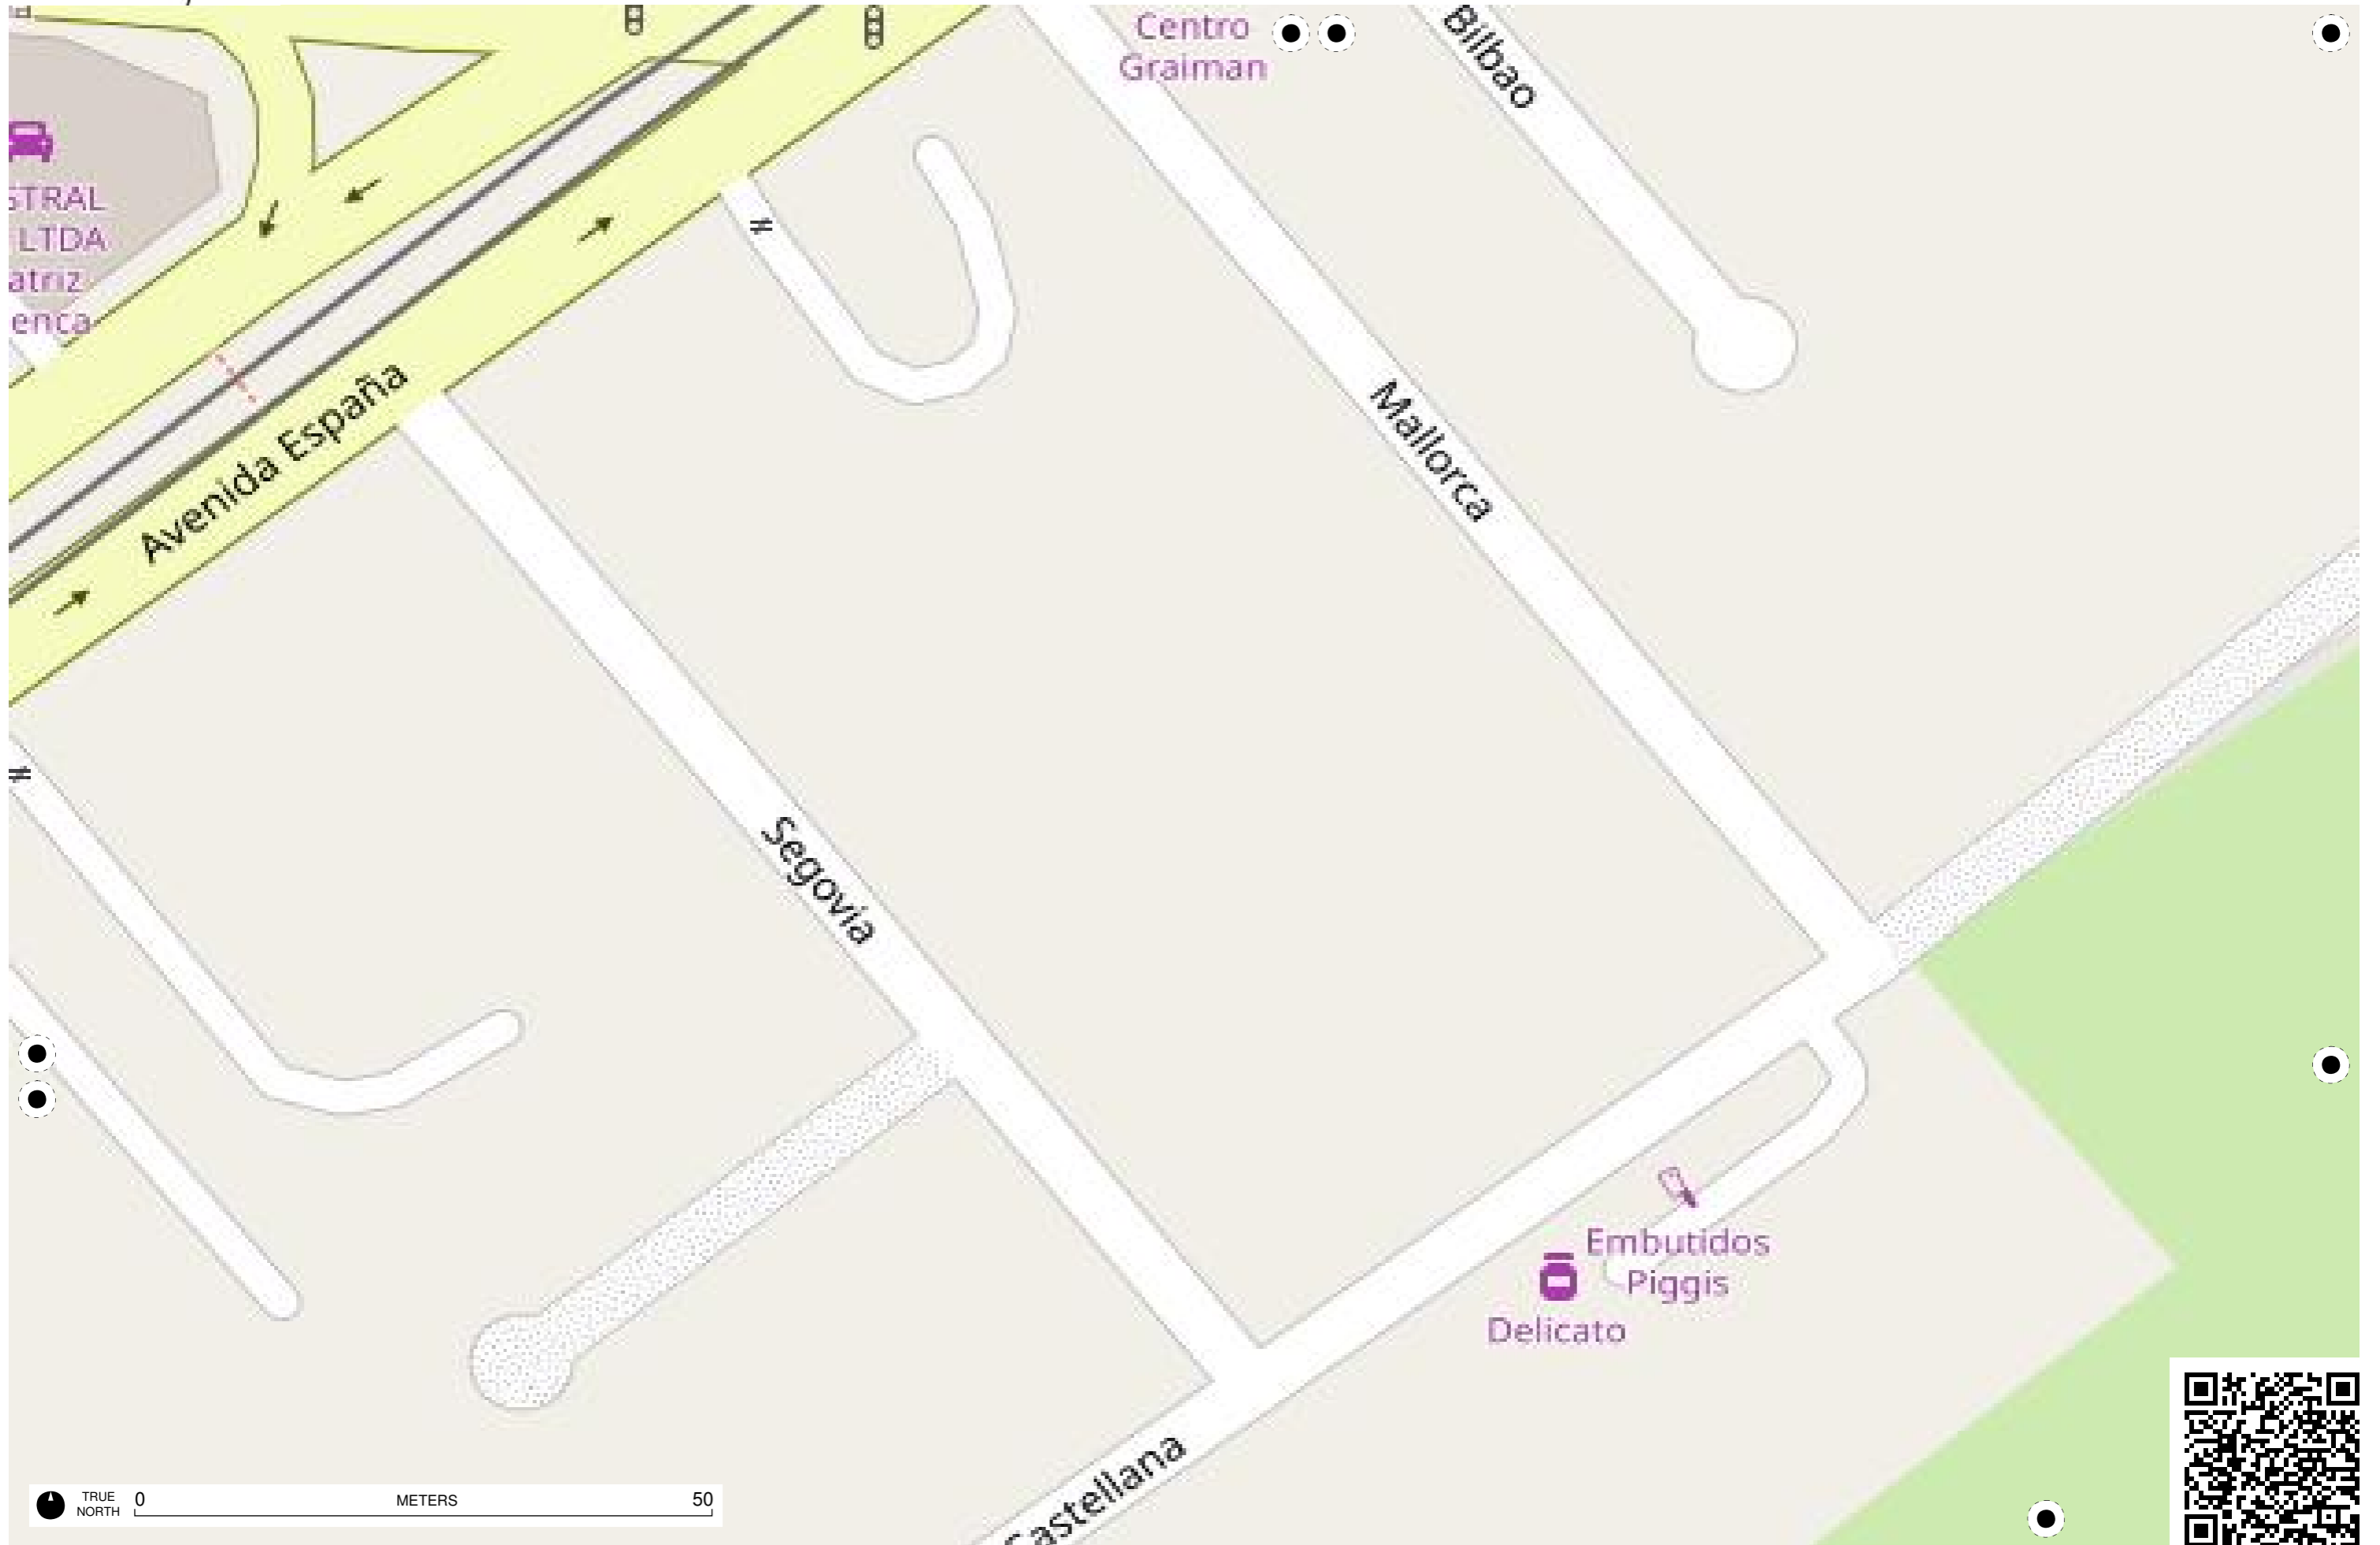 Centro
Graiman
Bilbao
STRAL
LTDA
atriz
enca
Avenida España
Mallorca
Segovia
Embutidos
Piggis
Delicato
Castellana
TRUE
NORTH
0 METERS 50